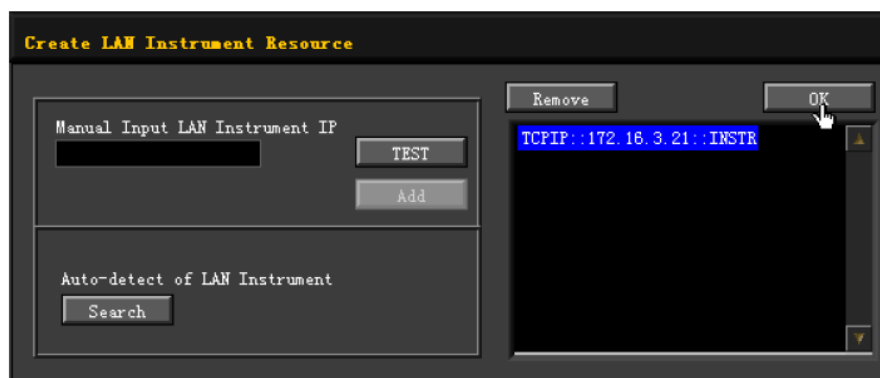 Create LAN Instrument Resource
Manual Input LAN Instrument IP
TEST
Add
Auto-detect of LAN Instrument
Search
Remove
OK
TCPIP::172.16.3.21::INSTR